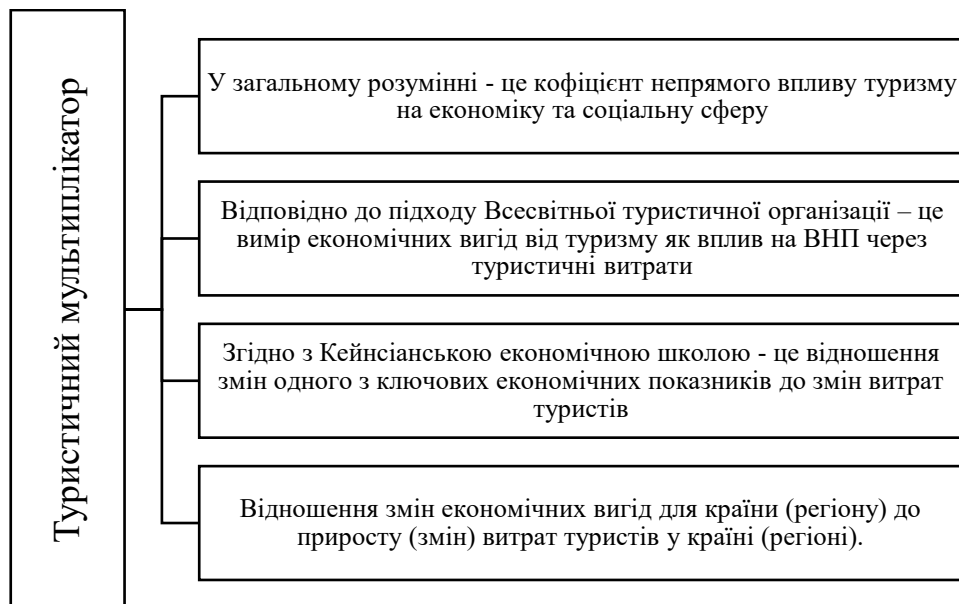 Туристичний мультиплікатор
У загальному розумінні - це кофіцієнт непрямого впливу туризму
на економіку та соціальну сферу
Відповідно до підходу Всесвітньої туристичної організації – це
вимір економічних вигід від туризму як вплив на ВНП через
туристичні витрати
Згідно з Кейнсіанською економічною школою - це відношення
змін одного з ключових економічних показників до змін витрат
туристів
Відношення змін економічних вигід для країни (регіону) до
приросту (змін) витрат туристів у країні (регіоні).